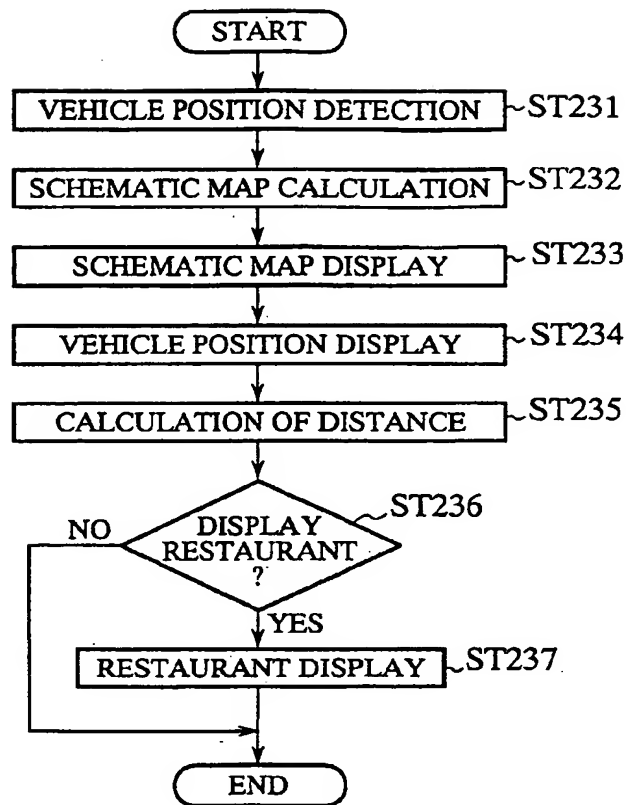 START
VEHICLE POSITION DETECTION ~ST231
SCHEMATIC MAP CALCULATION ~ST232
SCHEMATIC MAP DISPLAY ST233
VEHICLE POSITION DISPLAY ST234
CALCULATION OF DISTANCE ST235
ST236
NO
DISPLAY
RESTAURANT
?
YES
RESTAURANT DISPLAY ~ST237
END